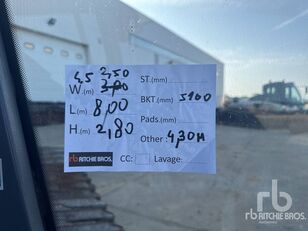 4,5 2,50
W.(m) 3,00
ST.(mm)
L.(m) 8,00
BKT.(mm) 5100
H.(m) 2,80
Pads.(mm)
Other: 4,30M
rb RITCHIE BROS.
CC:
Lavage:
rb RITCHIE BROS.